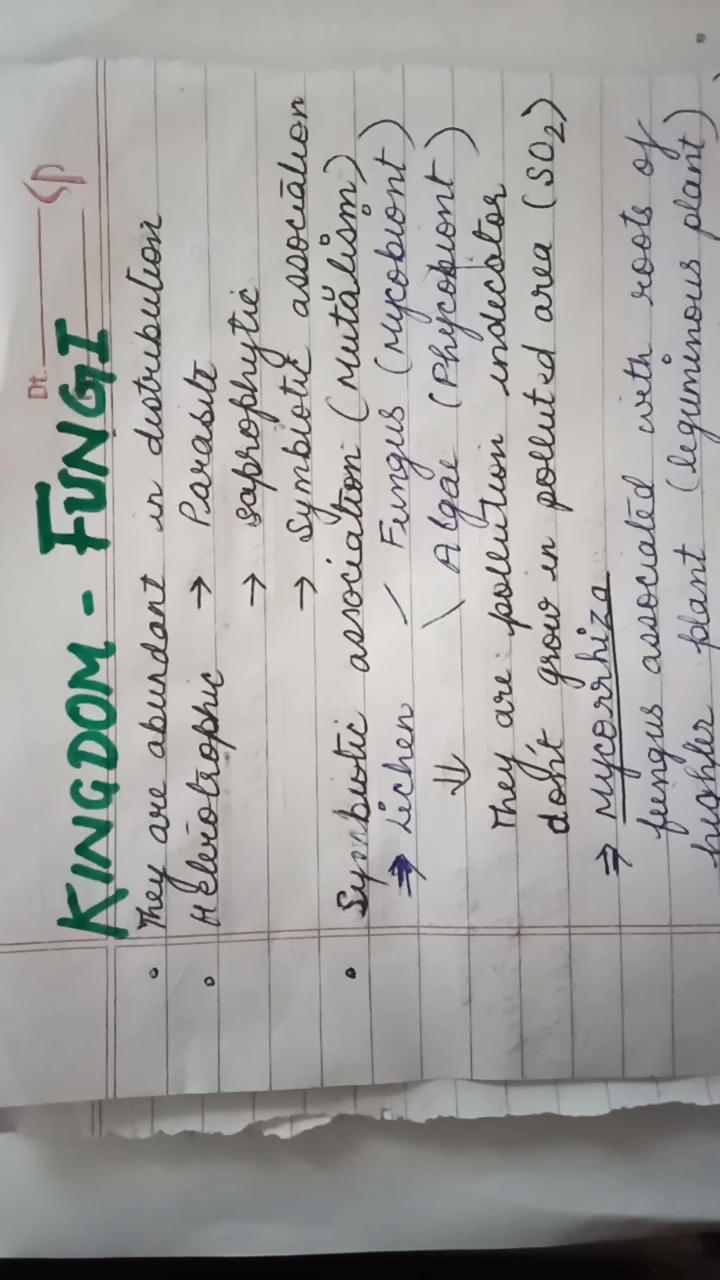 Dt.
KINGDOM - FUNGI
• They are abundant in distribution
• Heterotrophic → Parasite
→ saprophytic
→ Symbiotic association
• Symbiotic association (Mutalism)
⇒ Lichen / Fungus (Mycobiont)
\ Algae (Phycobiont)
⇓
They are pollution indicator
don't grow in polluted area (SO2)
⇒ Mycorrhiza
fungus associated with roots of
higher plant (leguminous plant)